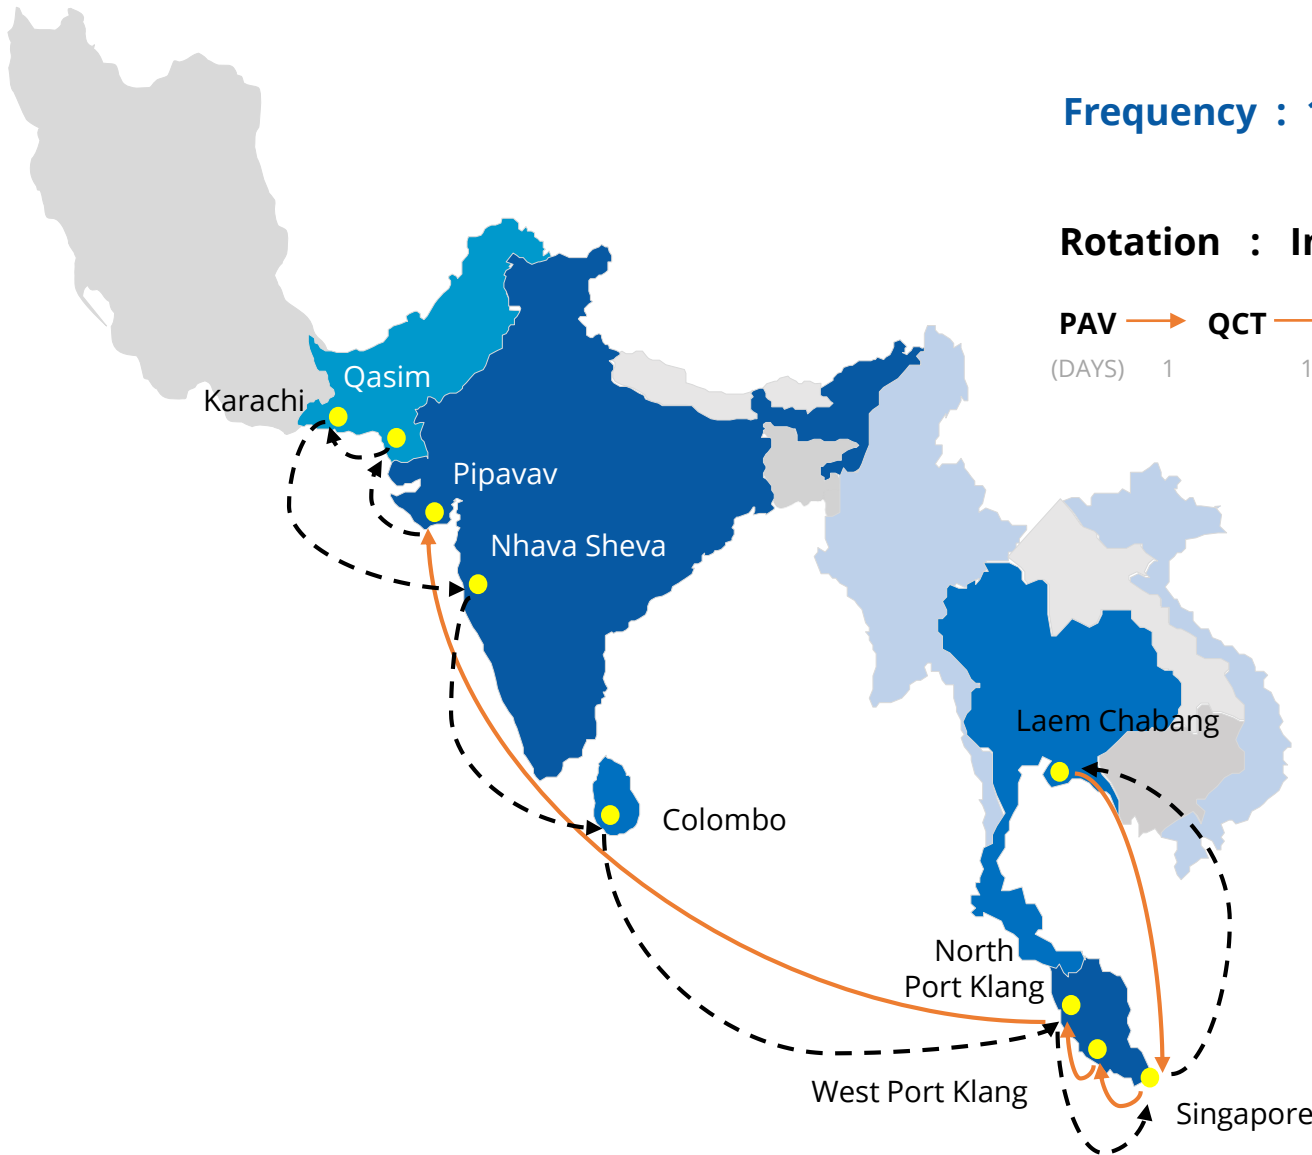 Frequency :
Rotation : I
PAV QCT
(DAYS) 1 1
Qasim
Karachi
Pipavav
Nhava Sheva
Laem Chabang
Colombo
North
Port Klang
West Port Klang
Singapore